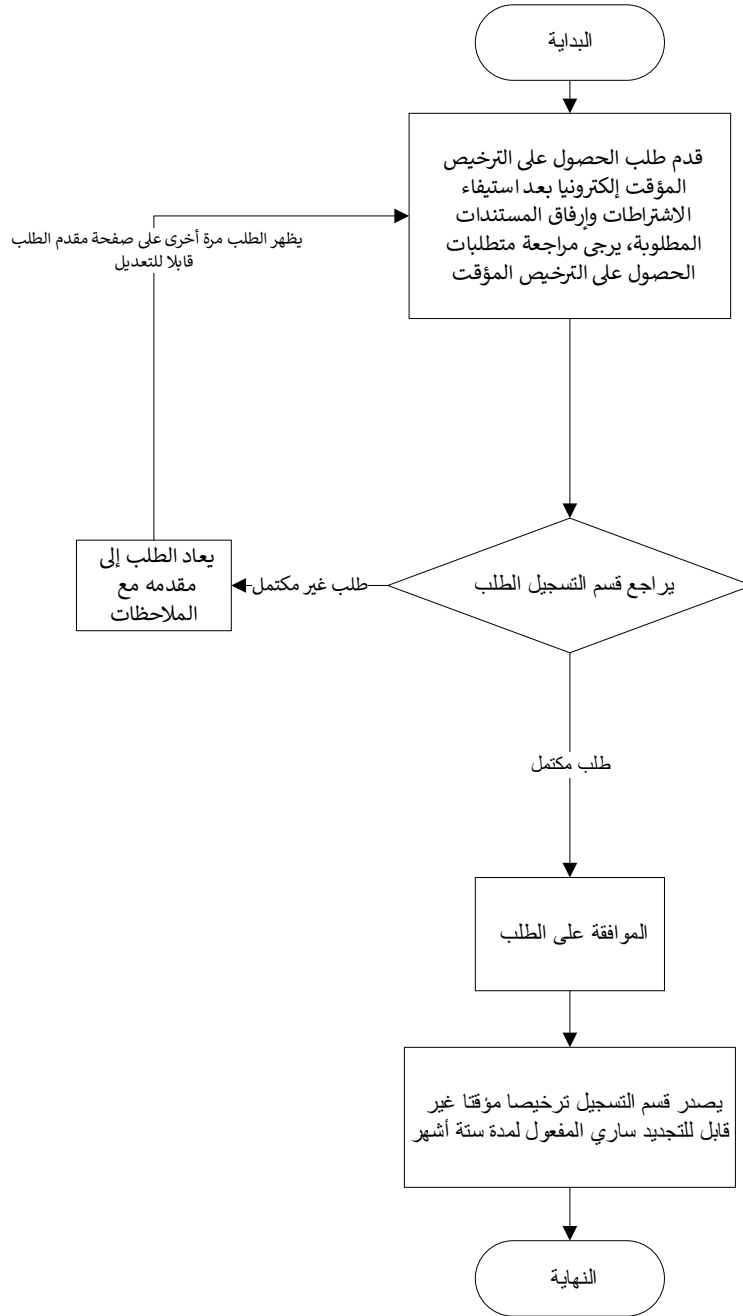 البداية
قدم طلب الحصول على الترخيص
المؤقت إلكترونيا بعد استيفاء
الاشتراطات وإرفاق المستندات
المطلوبة، يرجى مراجعة متطلبات
الحصول على الترخيص المؤقت
يظهر الطلب مرة أخرى على صفحة مقدم الطلب
قابلا للتعديل
يراجع قسم التسجيل الطلب
طلب غير مكتمل
يعاد الطلب إلى
مقدمه مع
الملاحظات
طلب مكتمل
الموافقة على الطلب
يصدر قسم التسجيل ترخيصا مؤقتا غير
قابل للتجديد ساري المفعول لمدة ستة أشهر
النهاية